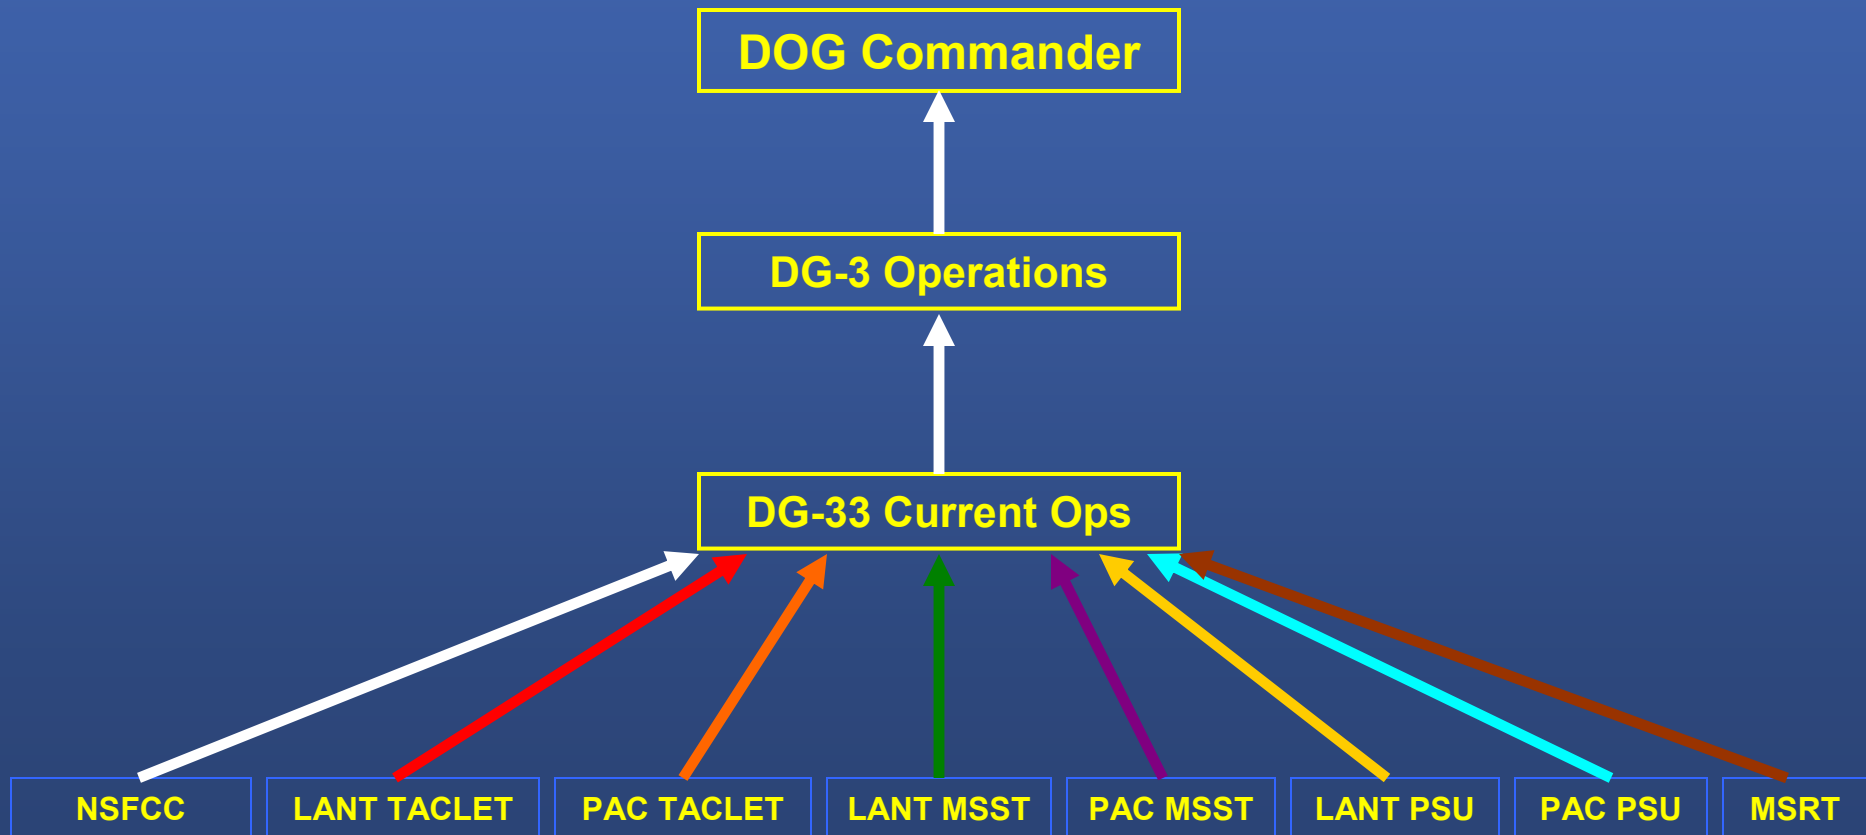 DOG Commander
DG-3 Operations
DG-33 Current Ops
NSFCC
LANT TACLET
PAC TACLET
LANT MSST
PAC MSST
LANT PSU
PAC PSU
MSRT